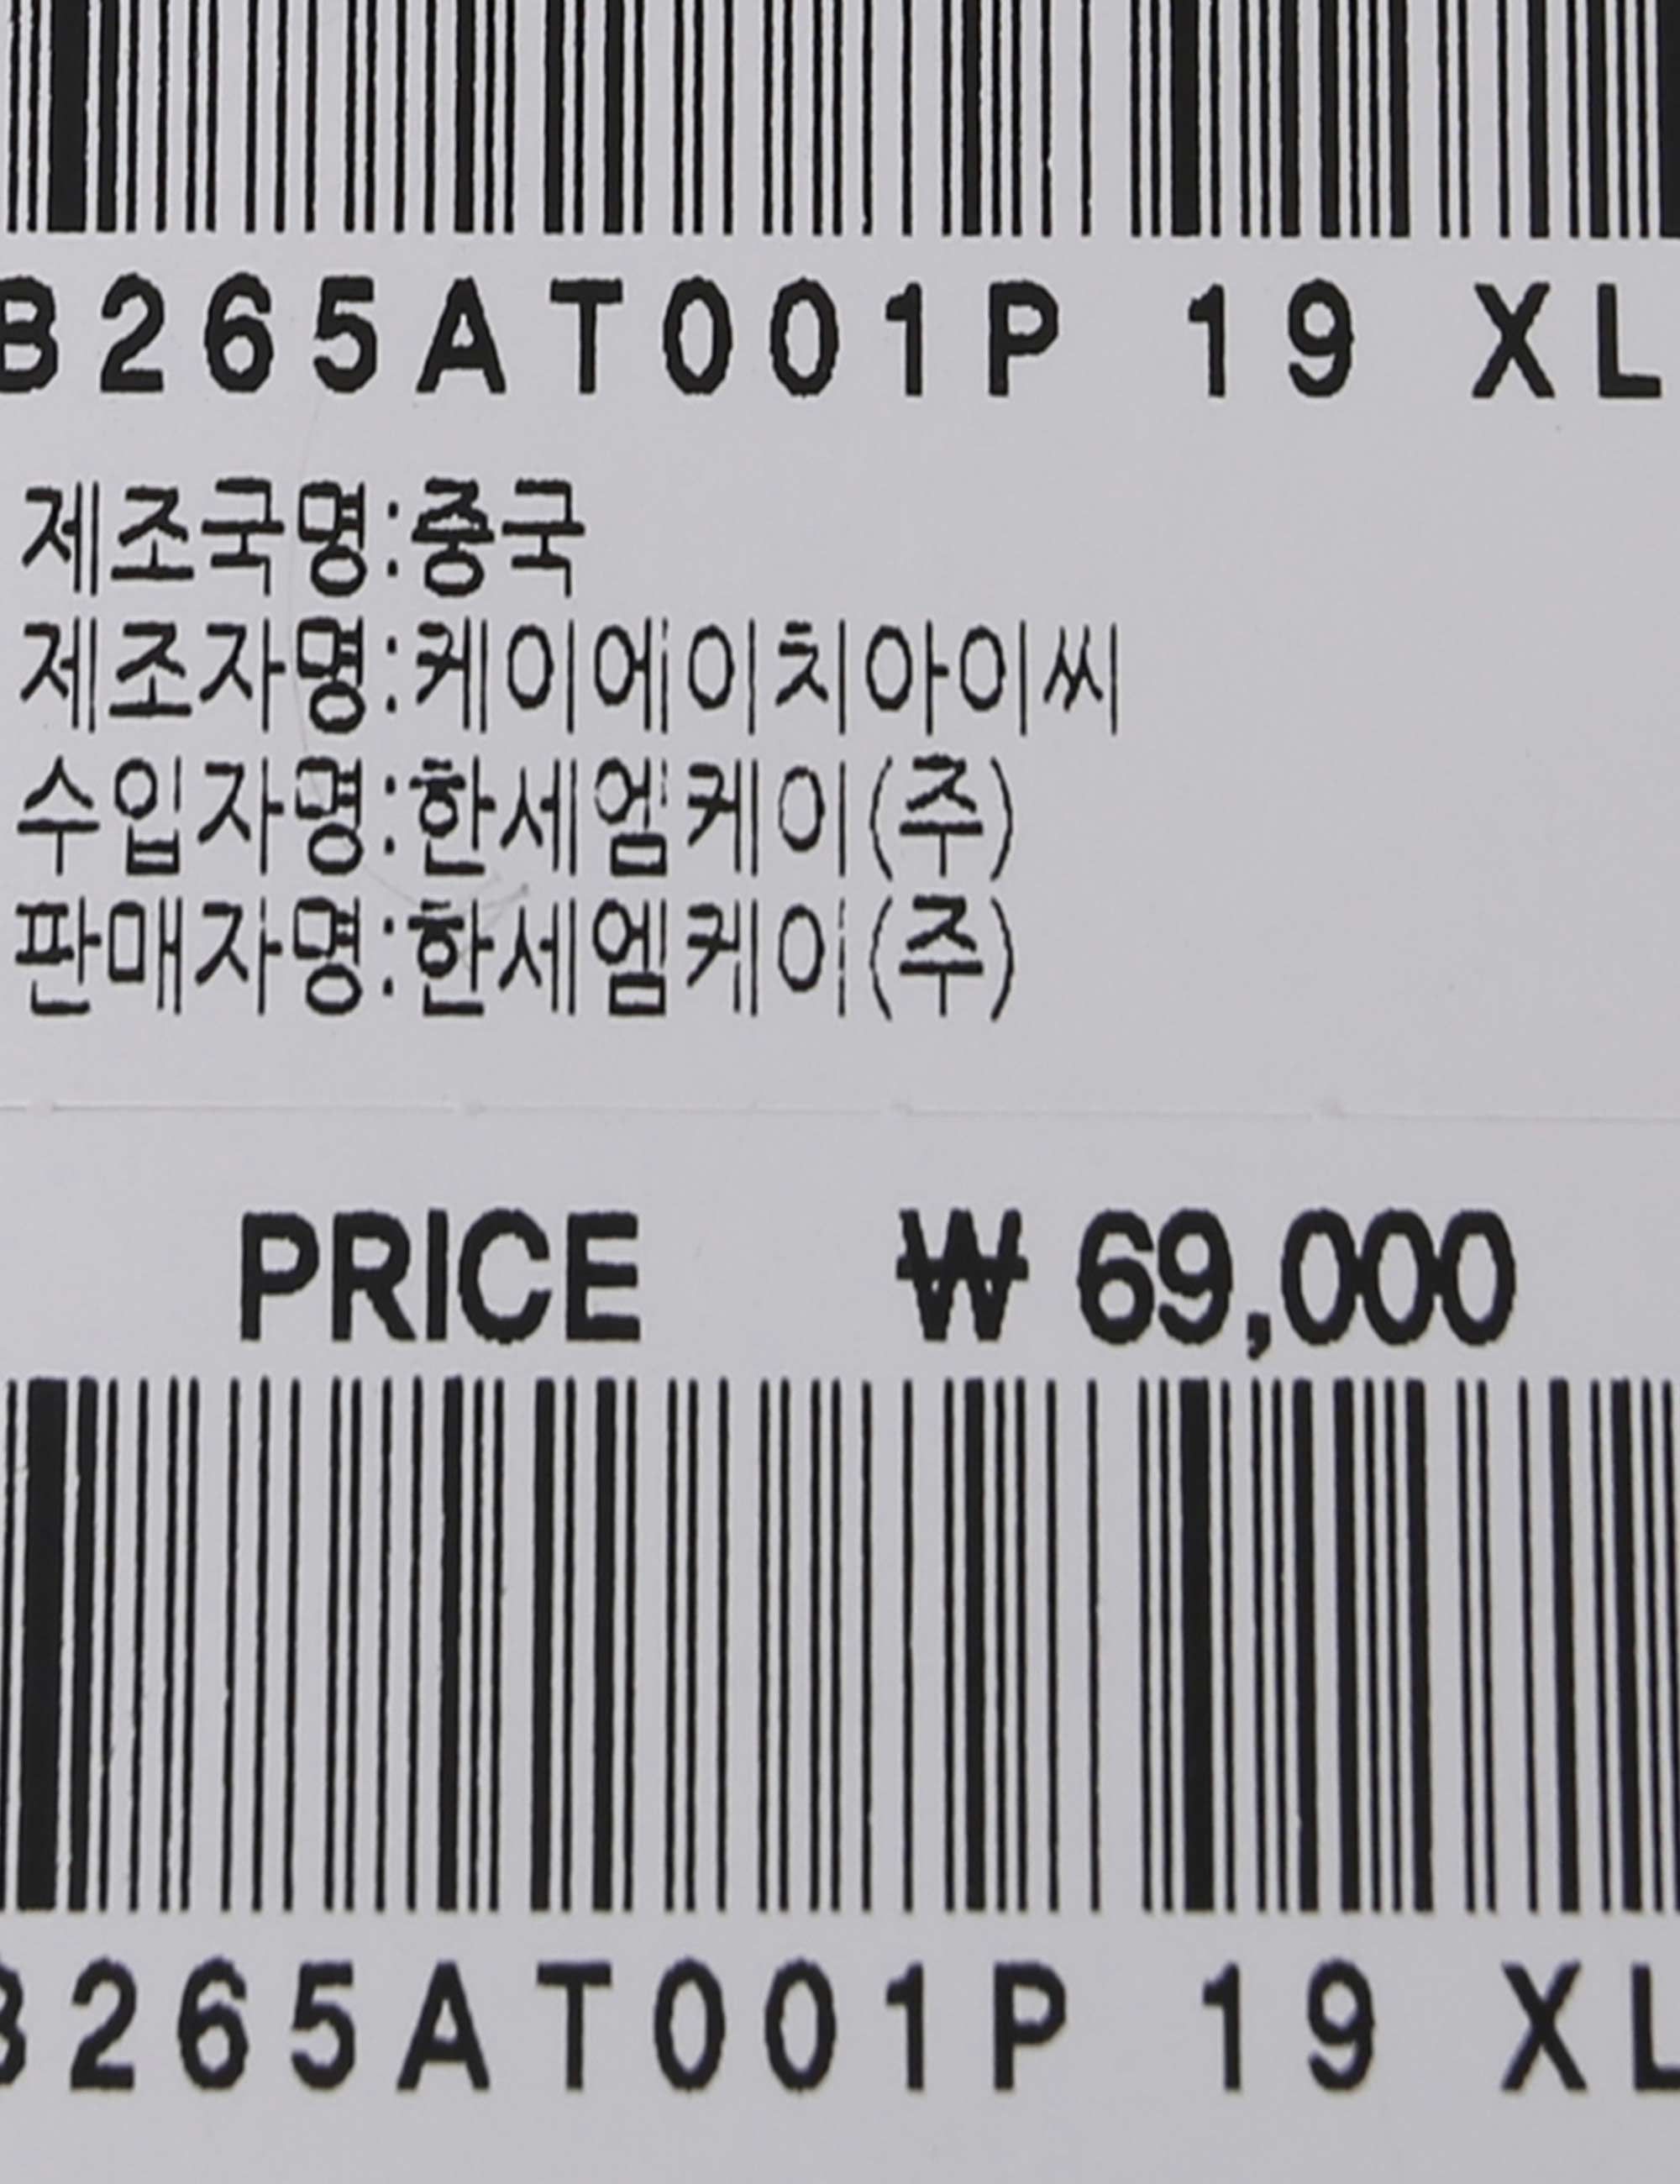 B265AT001P 19 XL
제조국명:중국
제조자명:케이에이치아이씨
수입자명:한세엠케이(주)
판매자명:한세엠케이(주)
PRICE ₩ 69,000
B265AT001P 19 XL